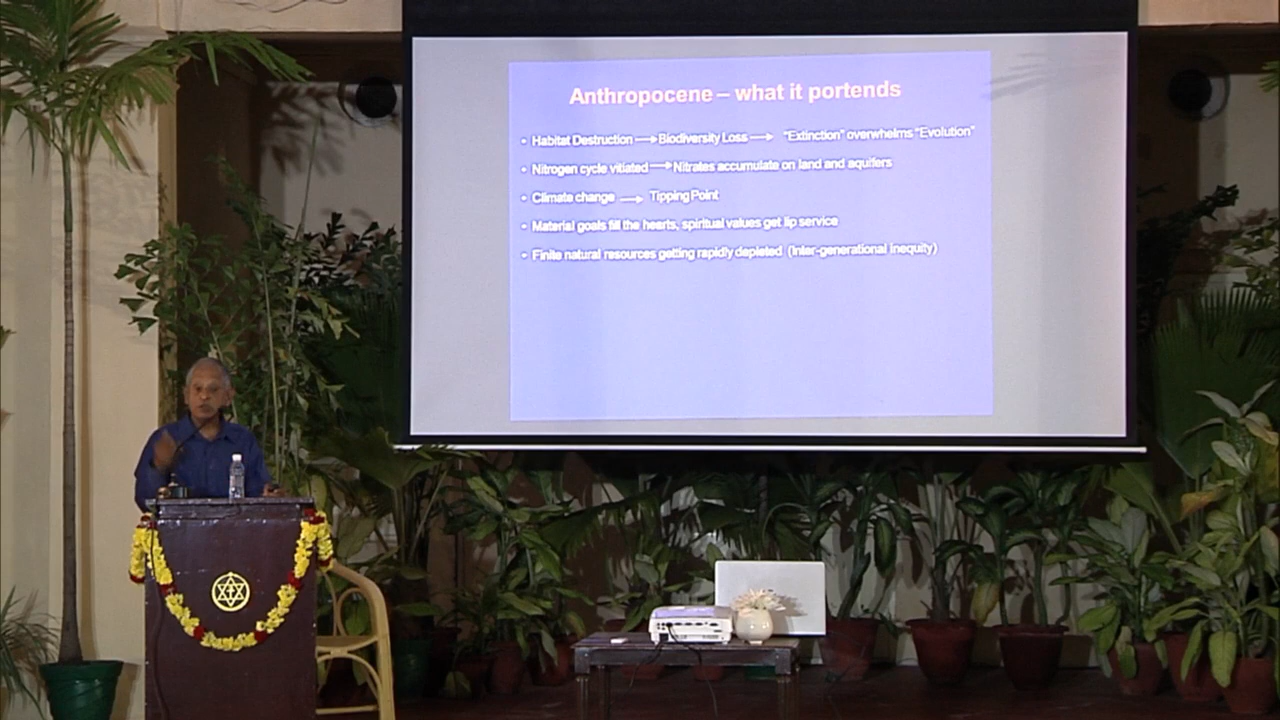 Anthropocene – what it portends
• Habitat Destruction → Biodiversity Loss → "Extinction" overwhelms "Evolution"
• Nitrogen cycle vitiated → Nitrates accumulate on land and aquifers
• Climate change → Tipping Point
• Material goals fill the hearts, spiritual values get lip service
• Finite natural resources getting rapidly depleted (Inter-generational Inequity)